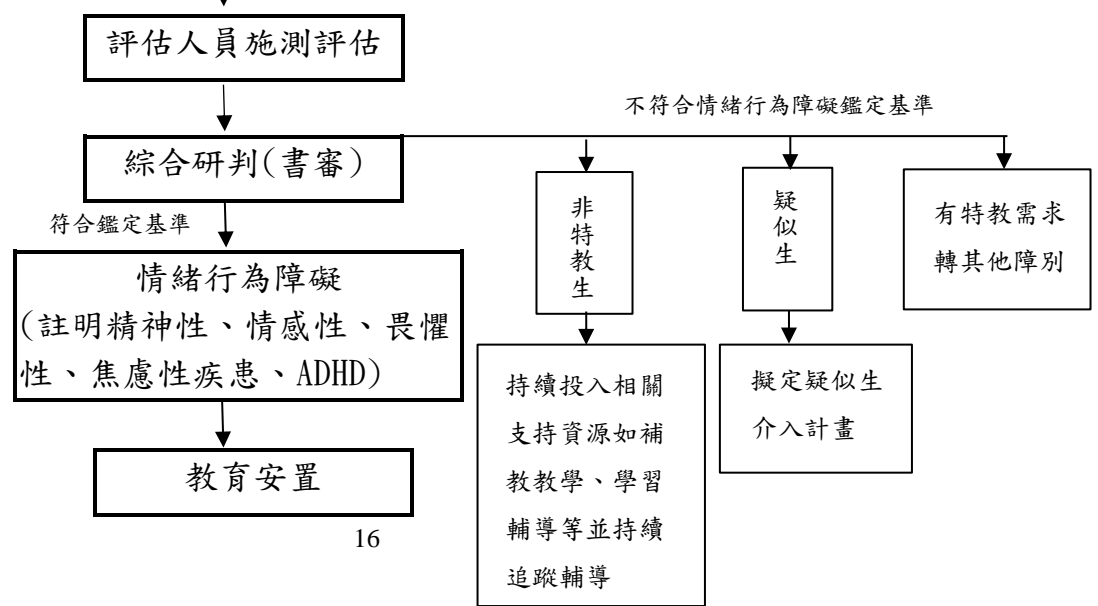 評估人員施測評估
不符合情緒行為障礙鑑定基準
綜合研判(書審)
符合鑑定基準
非特教生
疑似生
有特教需求
轉其他障別
情緒行為障礙
(註明精神性、情感性、畏懼
性、焦慮性疾患、ADHD)
持續投入相關
支持資源如補
教教學、學習
輔導等並持續
追蹤輔導
擬定疑似生
介入計畫
教育安置
16